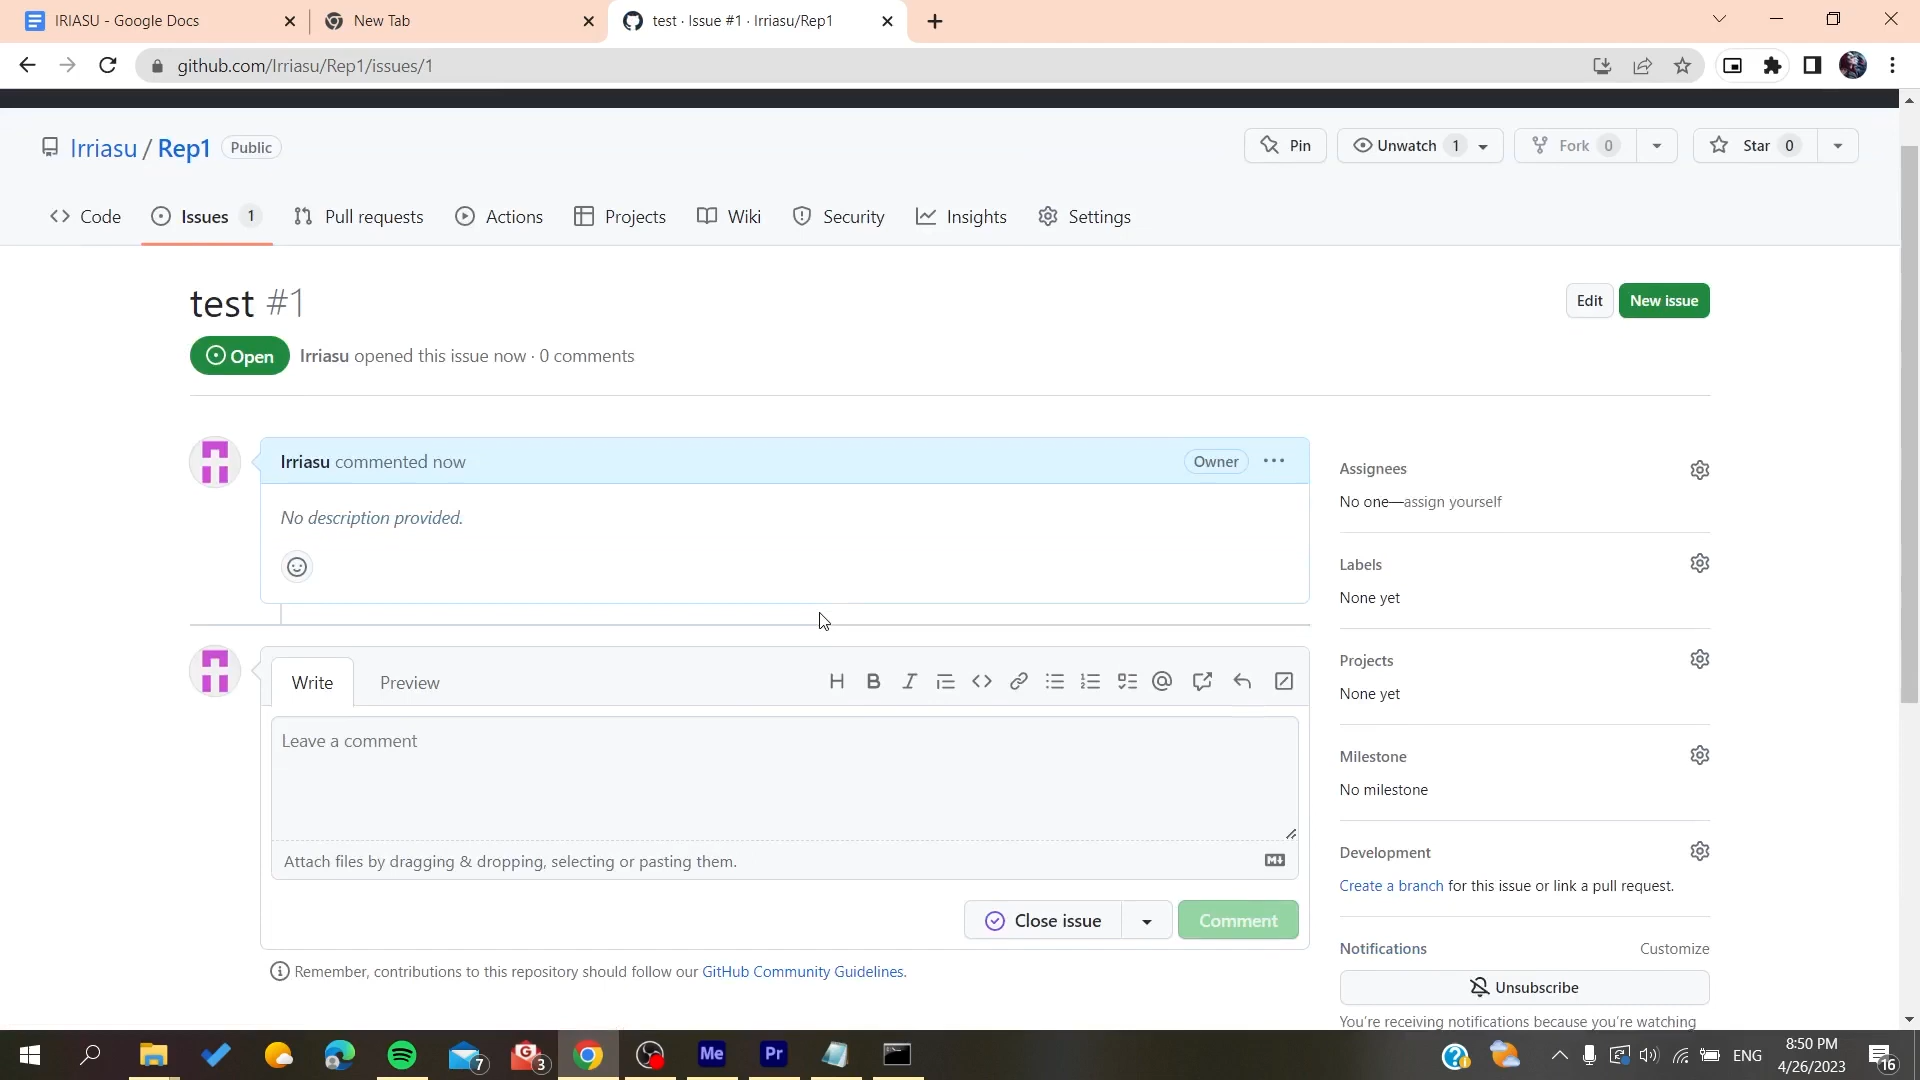 IRIASU - Google Docs
New Tab
test · Issue #1 · Irriasu/Rep1
github.com/Irriasu/Rep1/issues/1
Irriasu / Rep1 Public
Pin
Unwatch 1
Fork 0
Star 0
Code
Issues 1
Pull requests
Actions
Projects
Wiki
Security
Insights
Settings
test #1
Edit
New issue
Open
Irriasu opened this issue now · 0 comments
Irriasu commented now
Owner
No description provided.
Write
Preview
Leave a comment
Attach files by dragging & dropping, selecting or pasting them.
Close issue
Comment
Remember, contributions to this repository should follow our GitHub Community Guidelines.
Assignees
No one—assign yourself
Labels
None yet
Projects
None yet
Milestone
No milestone
Development
Create a branch for this issue or link a pull request.
Notifications
Customize
Unsubscribe
You're receiving notifications because you're watching
7
G
3
Me
Pr
ENG
8:50 PM
4/26/2023
16